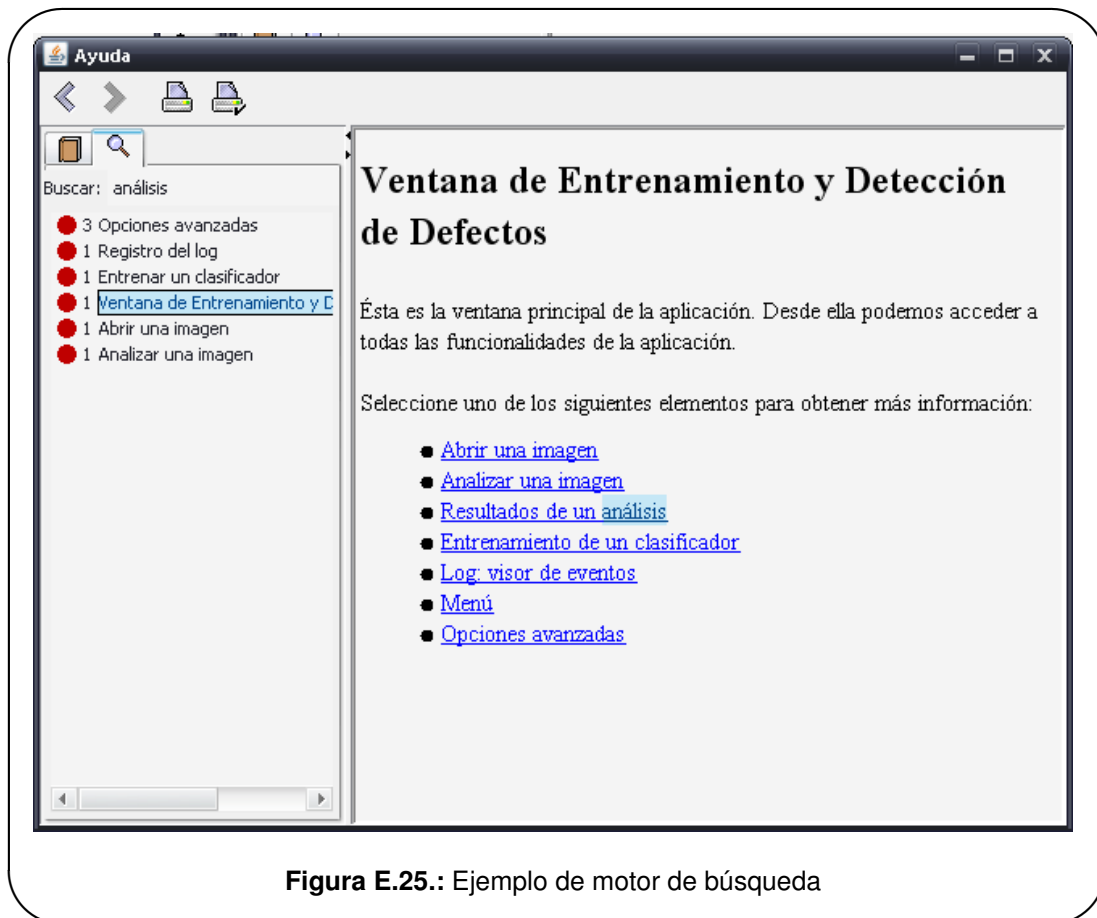 Ayuda
Buscar: análisis
3 Opciones avanzadas
1 Registro del log
1 Entrenar un clasificador
1 Ventana de Entrenamiento y D
1 Abrir una imagen
1 Analizar una imagen
Ventana de Entrenamiento y Detección
de Defectos
Ésta es la ventana principal de la aplicación. Desde ella podemos acceder a
todas las funcionalidades de la aplicación.
Seleccione uno de los siguientes elementos para obtener más información:
Abrir una imagen
Analizar una imagen
Resultados de un análisis
Entrenamiento de un clasificador
Log: visor de eventos
Menú
Opciones avanzadas
Figura E.25.: Ejemplo de motor de búsqueda